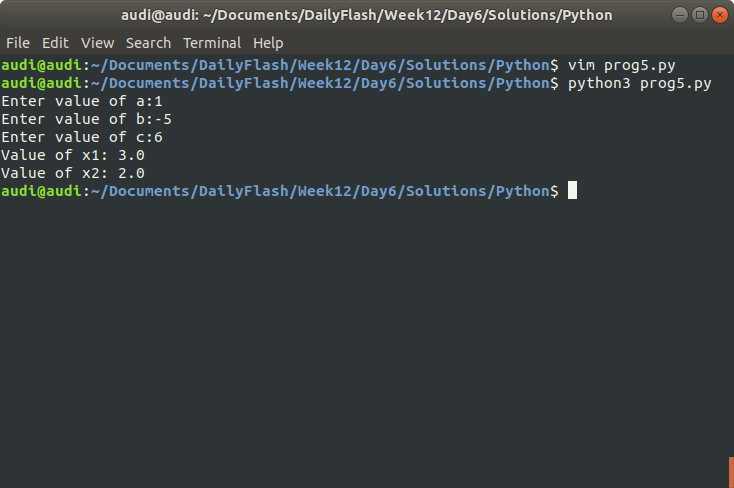 audi@audi: ~/Documents/DailyFlash/Week12/Day6/Solutions/Python
File Edit View Search Terminal Help
audi@audi:~/Documents/DailyFlash/Week12/Day6/Solutions/Python$ vim prog5.py
audi@audi:~/Documents/DailyFlash/Week12/Day6/Solutions/Python$ python3 prog5.py
Enter value of a:1
Enter value of b:-5
Enter value of c:6
Value of x1: 3.0
Value of x2: 2.0
audi@audi:~/Documents/DailyFlash/Week12/Day6/Solutions/Python$